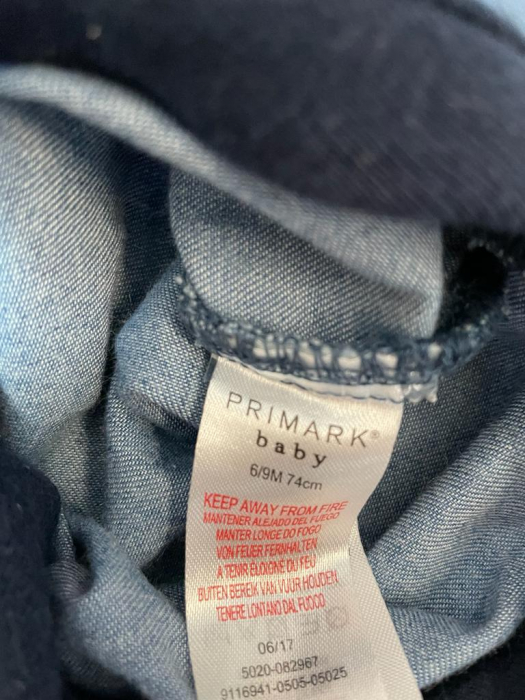 PRIMARK®
baby
6/9M 74cm
KEEP AWAY FROM FIRE
MANTENER ALEJADO DEL FUEGO
MANTER LONGE DO FOGO
VON FEUER FERNHALTEN
A TENIR ÉLOIGNÉ DU FEU
BUITEN BEREIK VAN VUUR HOUDEN
TENERE LONTANO DAL FUOCO
06/17
5020-082967
9116941-0505-05025